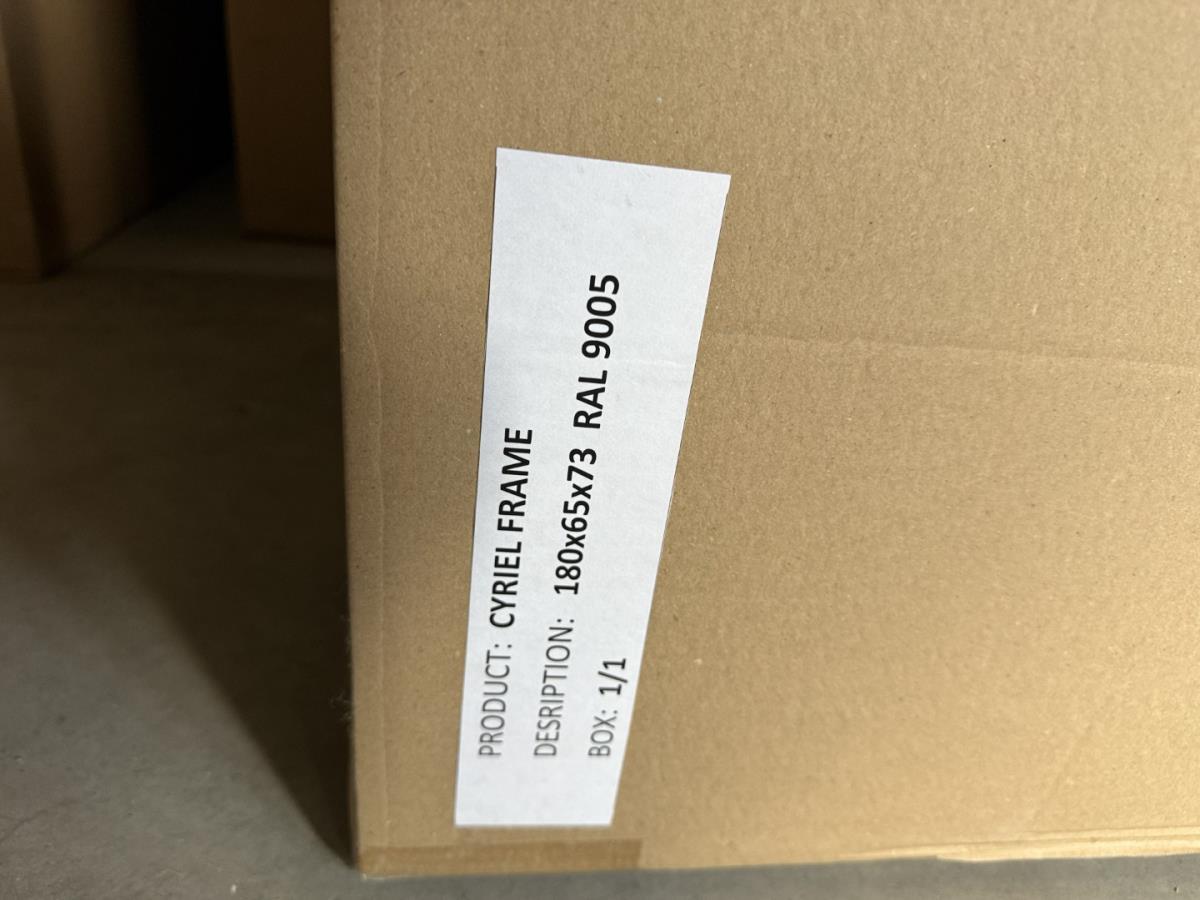 PRODUCT: CYRIEL FRAME
DESRIPTION: 180x65x73 RAL 9005
BOX: 1/1